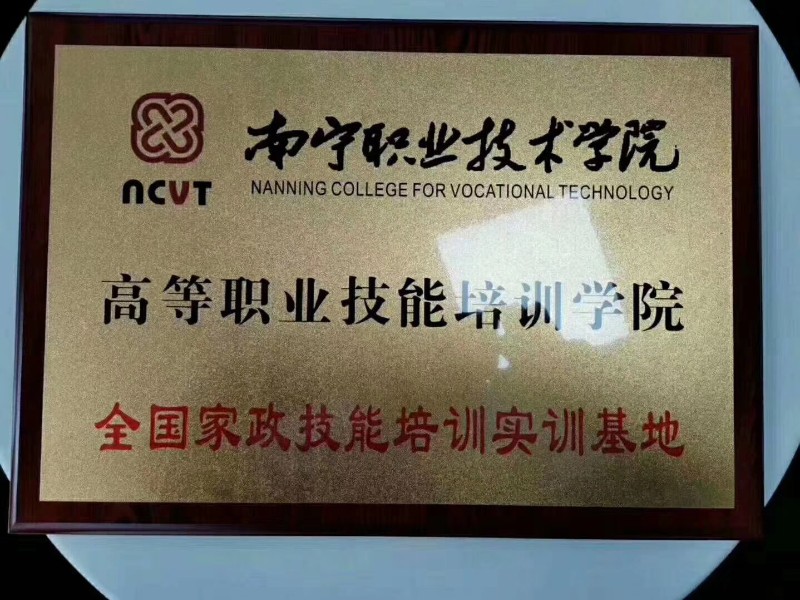 南宁职业技术学院
NCVT
NANNING COLLEGE FOR VOCATIONAL TECHNOLOGY
高等职业技能培训学院
全国家政技能培训实训基地